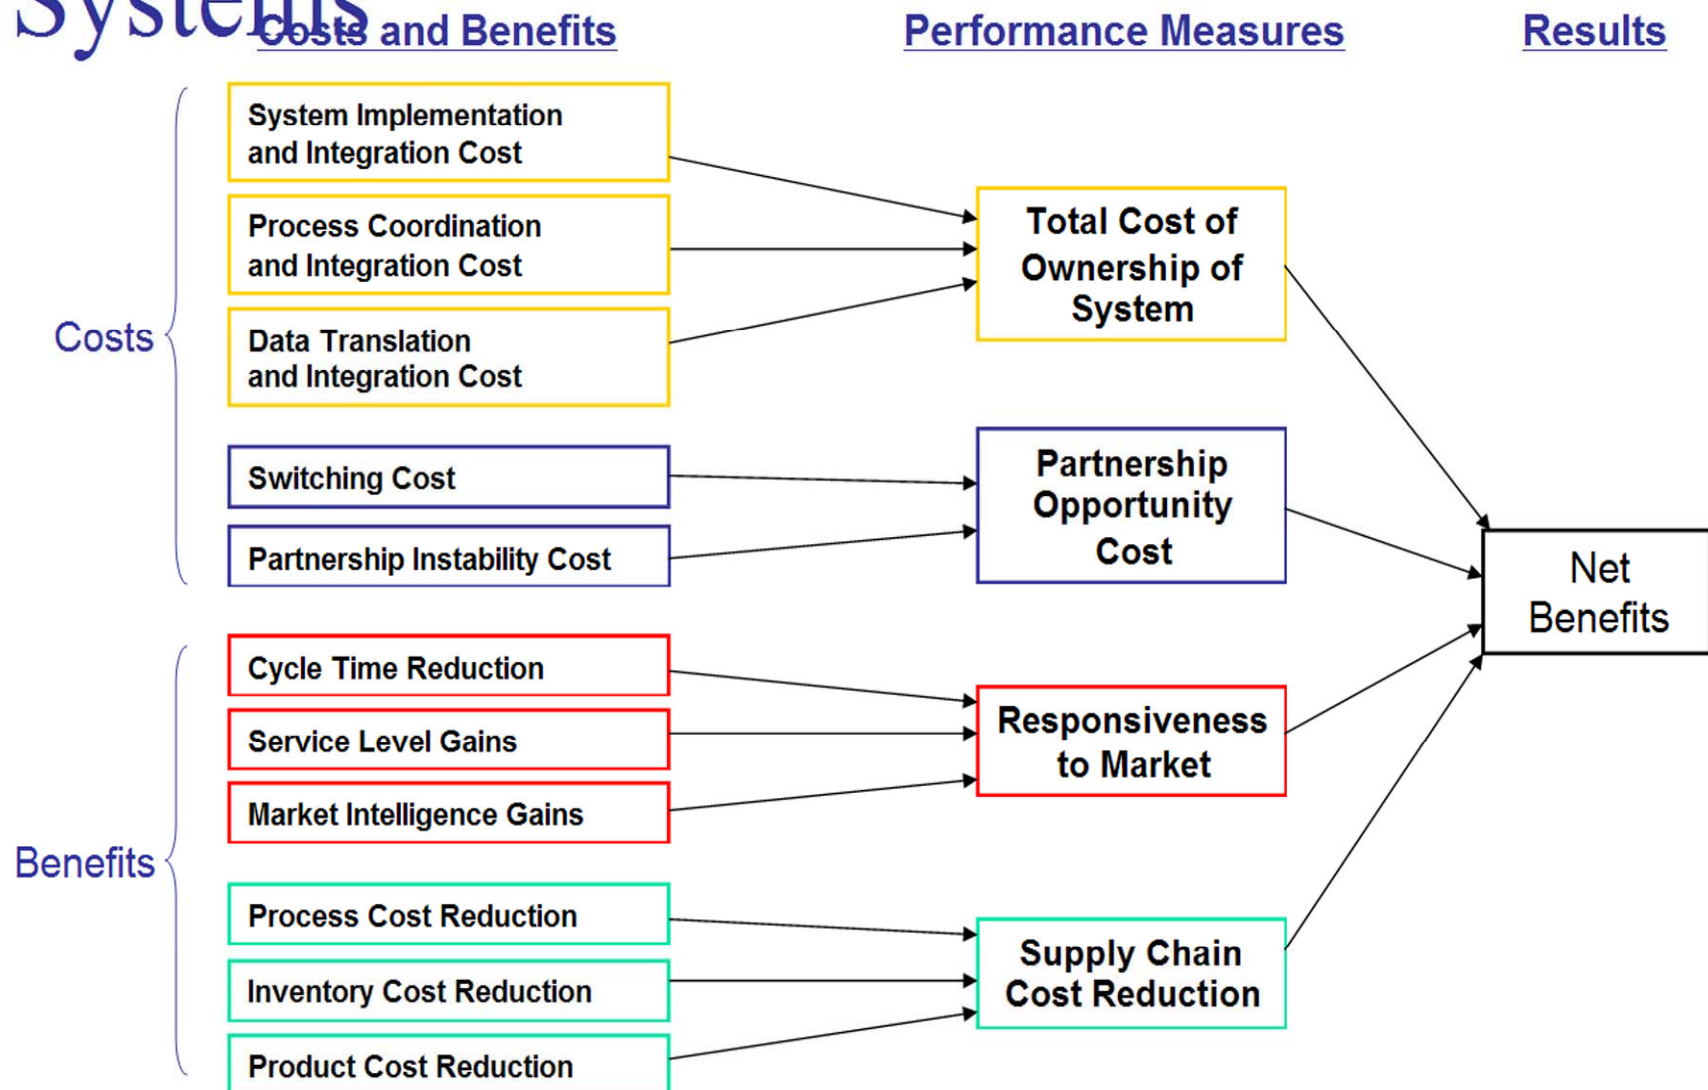 Systems
Costs and Benefits
Performance Measures
Results
Costs
System Implementation
and Integration Cost
Process Coordination
and Integration Cost
Data Translation
and Integration Cost
Switching Cost
Partnership Instability Cost
Total Cost of
Ownership of
System
Partnership
Opportunity
Cost
Benefits
Cycle Time Reduction
Service Level Gains
Market Intelligence Gains
Process Cost Reduction
Inventory Cost Reduction
Product Cost Reduction
Responsiveness
to Market
Supply Chain
Cost Reduction
Net
Benefits